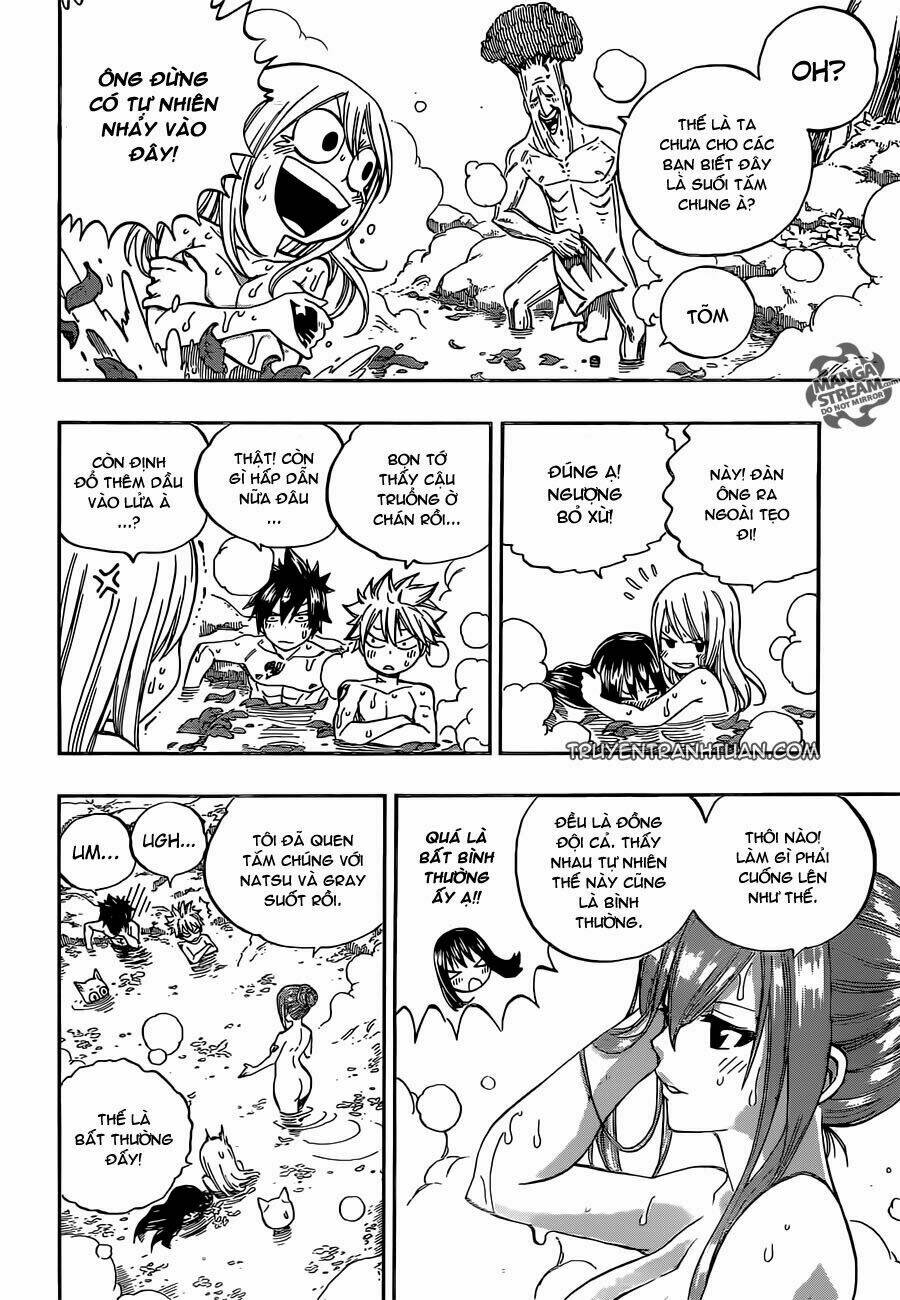 OH?
THẾ LÀ TA
CHƯA CHO CÁC
BẠN BIẾT ĐÂY
LÀ SUỐI TẮM
CHUNG À?
TÕM
ÔNG ĐỪNG
CÓ TỰ NHIÊN
NHẢY VÀO
ĐÂY!
MANGA
STREAM.com
DO NOT MIRROR
NÀY! ĐÀN
ÔNG RA
NGOÀI TẸO
ĐI!
ĐÚNG Ạ!
NGƯỢNG
BỎ XỪ!
BỌN TỚ
THẤY CẬU
TRUỒNG Ở
CHÁN RỒI...
THẬT! CÒN
GÌ HẤP DẪN
NỮA ĐÂU
...
CÒN ĐỊNH
ĐỔ THÊM DẦU
VÀO LỬA À
...?
TRUYENTRANHTUAN.COM
THÔI NÀO!
LÀM GÌ PHẢI
CUỐNG LÊN
NHƯ THẾ.
ĐỀU LÀ ĐỒNG
ĐỘI CẢ. THẤY
NHAU TỰ NHIÊN
THẾ NÀY CŨNG
LÀ BÌNH
THƯỜNG.
QUÁ LÀ
BẤT BÌNH
THƯỜNG
ẤY Ạ!!
TÔI ĐÃ QUEN
TẮM CHÚNG VỚI
NATSU VÀ GRAY
SUỐT RỒI.
UGH...
UM...
THẾ LÀ
BẤT THƯỜNG
ĐẤY!